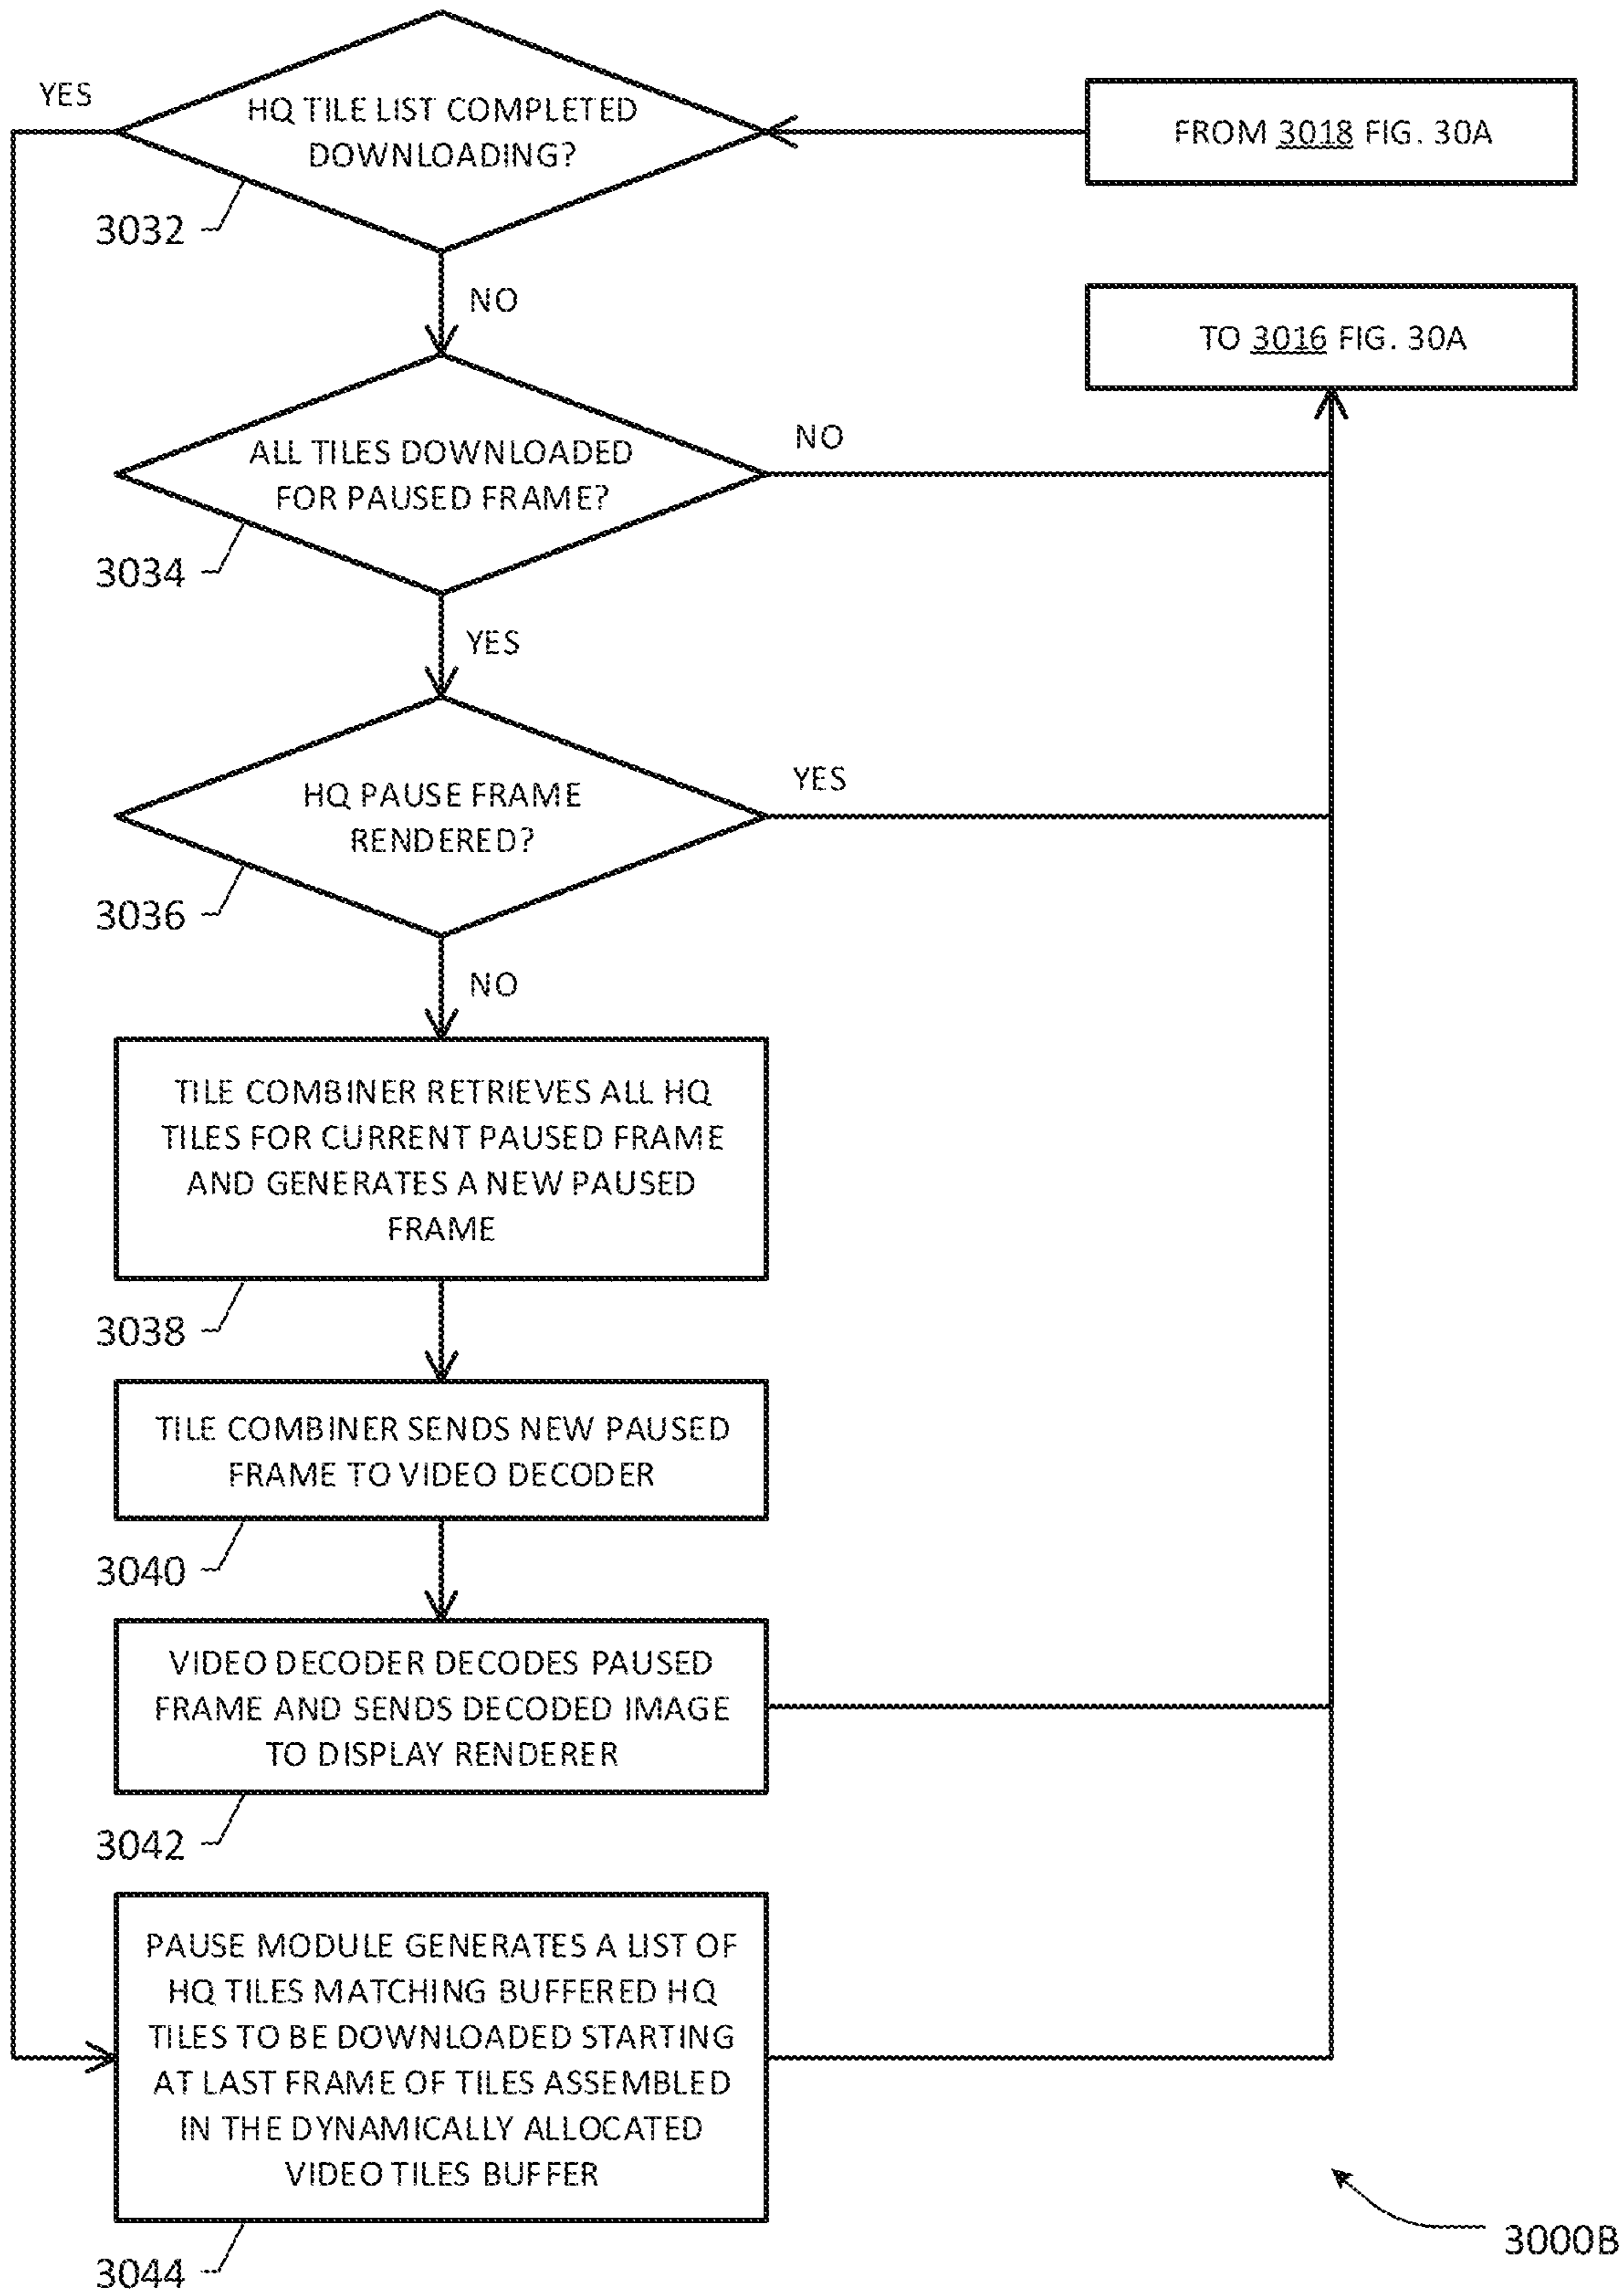 YES
HQ TILE LIST COMPLETED
DOWNLOADING?
3032
FROM 3018 FIG. 30A
NO
TO 3016 FIG. 30A
ALL TILES DOWNLOADED
FOR PAUSED FRAME?
3034
NO
YES
HQ PAUSE FRAME
RENDERED?
3036
YES
NO
TILE COMBINER RETRIEVES ALL HQ
TILES FOR CURRENT PAUSED FRAME
AND GENERATES A NEW PAUSED
FRAME
3038
TILE COMBINER SENDS NEW PAUSED
FRAME TO VIDEO DECODER
3040
VIDEO DECODER DECODES PAUSED
FRAME AND SENDS DECODED IMAGE
TO DISPLAY RENDERER
3042
PAUSE MODULE GENERATES A LIST OF
HQ TILES MATCHING BUFFERED HQ
TILES TO BE DOWNLOADED STARTING
AT LAST FRAME OF TILES ASSEMBLED
IN THE DYNAMICALLY ALLOCATED
VIDEO TILES BUFFER
3044
3000B